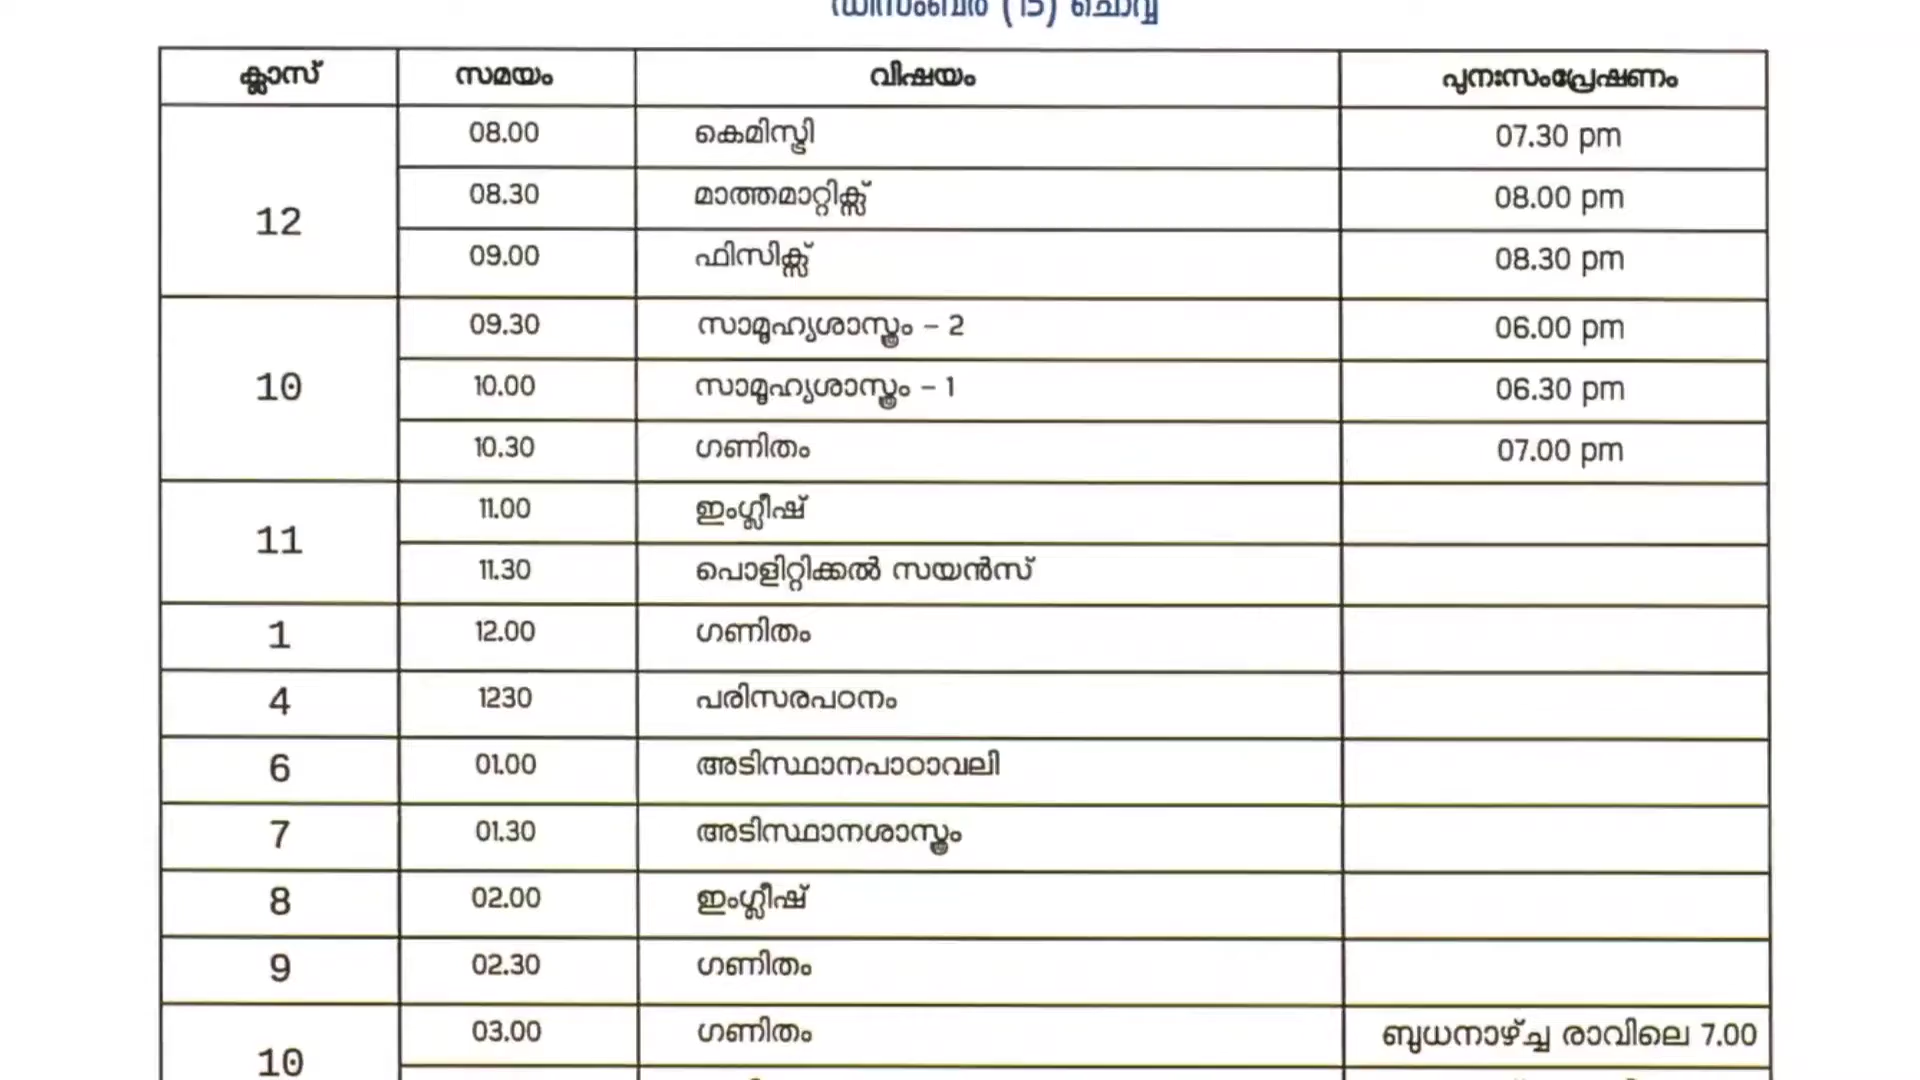 ഡിസംബർ (15) ചൊവ്വ
ക്ലാസ് സമയം വിഷയം പുനഃസംപ്രേഷണം
12 08.00 കെമിസ്ട്രി 07.30 pm
08.30 മാത്തമാറ്റിക്സ് 08.00 pm
09.00 ഫിസിക്സ് 08.30 pm
10 09.30 സാമൂഹ്യശാസ്ത്രം – 2 06.00 pm
10.00 സാമൂഹ്യശാസ്ത്രം – 1 06.30 pm
10.30 ഗണിതം 07.00 pm
11 11.00 ഇംഗ്ലീഷ്
11.30 പൊളിറ്റിക്കൽ സയൻസ്
1 12.00 ഗണിതം
4 1230 പരിസരപഠനം
6 01.00 അടിസ്ഥാനപാഠാവലി
7 01.30 അടിസ്ഥാനശാസ്ത്രം
8 02.00 ഇംഗ്ലീഷ്
9 02.30 ഗണിതം
10 03.00 ഗണിതം ബുധനാഴ്ച്ച രാവിലെ 7.00